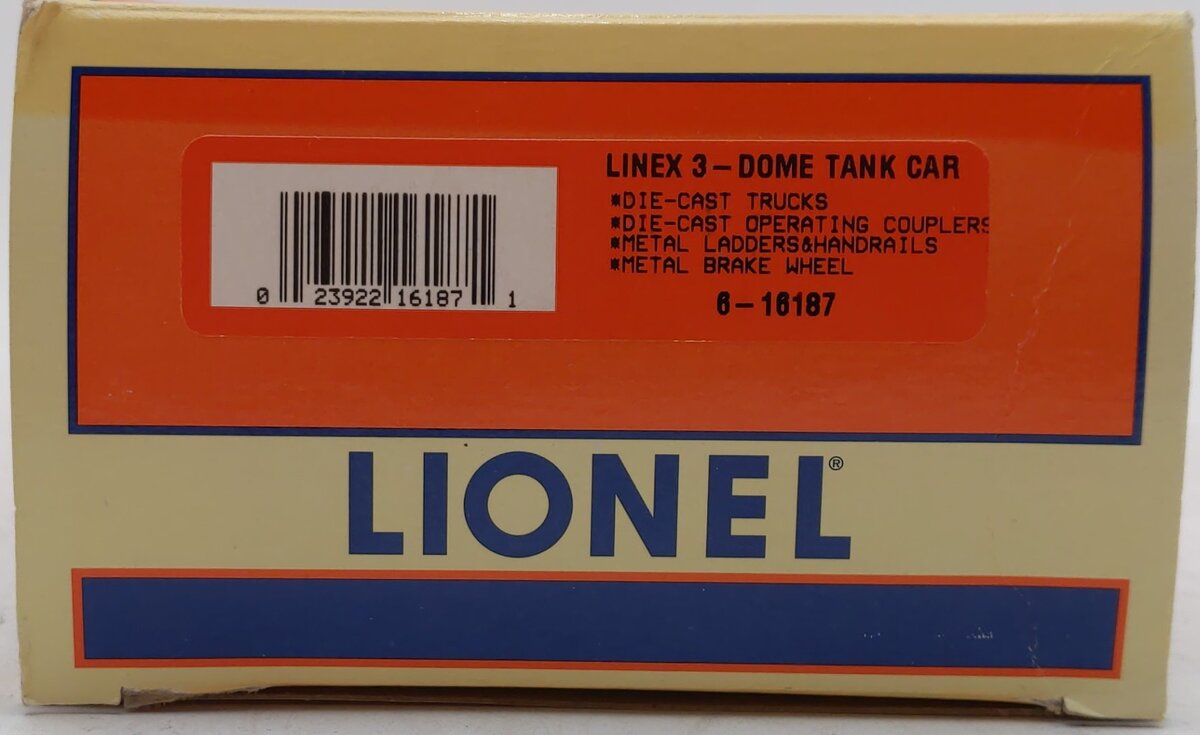 LINEX 3-DOME TANK CAR
*DIE-CAST TRUCKS
*DIE-CAST OPERATING COUPLERS
*METAL LADDERS&HANDRAILS
*METAL BRAKE WHEEL
6-16187
0 23922 16187 1
LIONEL®